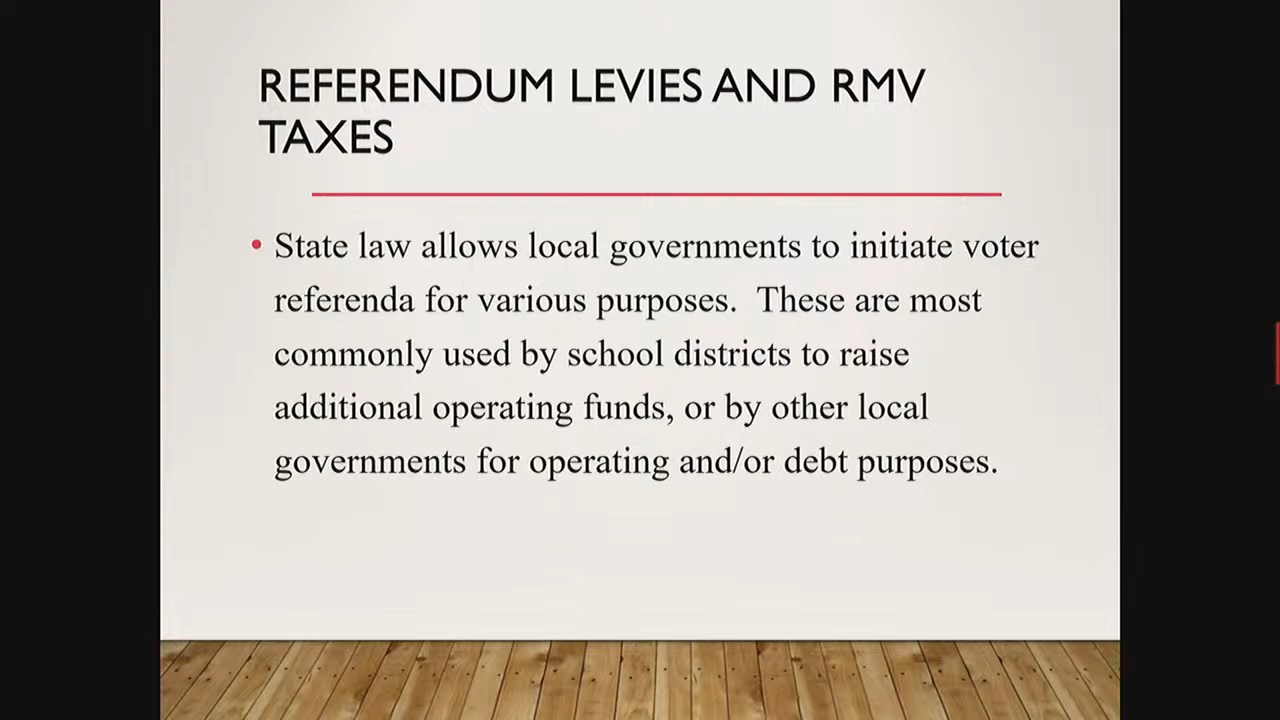 REFERENDUM LEVIES AND RMV
TAXES
• State law allows local governments to initiate voter
referenda for various purposes.  These are most
commonly used by school districts to raise
additional operating funds, or by other local
governments for operating and/or debt purposes.